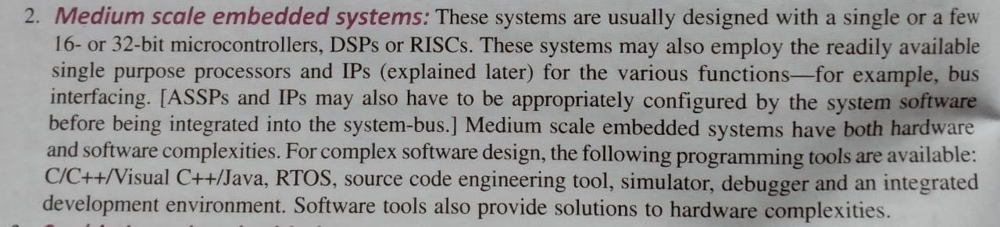 2. Medium scale embedded systems: These systems are usually designed with a single or a few
16- or 32-bit microcontrollers, DSPs or RISCs. These systems may also employ the readily available
single purpose processors and IPs (explained later) for the various functions—for example, bus
interfacing. [ASSPs and IPs may also have to be appropriately configured by the system software
before being integrated into the system-bus.] Medium scale embedded systems have both hardware
and software complexities. For complex software design, the following programming tools are available:
C/C++/Visual C++/Java, RTOS, source code engineering tool, simulator, debugger and an integrated
development environment. Software tools also provide solutions to hardware complexities.